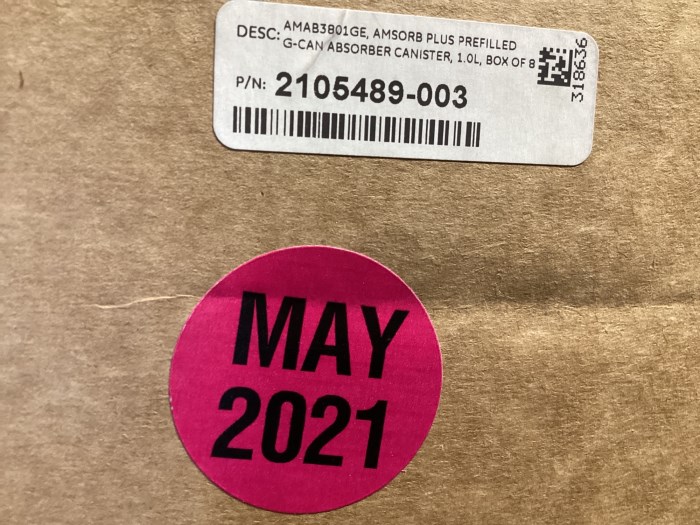 DESC: AMAB3801GE, AMSORB PLUS PREFILLED
G-CAN ABSORBER CANISTER, 1.0L, BOX OF 8
318636
P/N: 2105489-003
MAY
2021